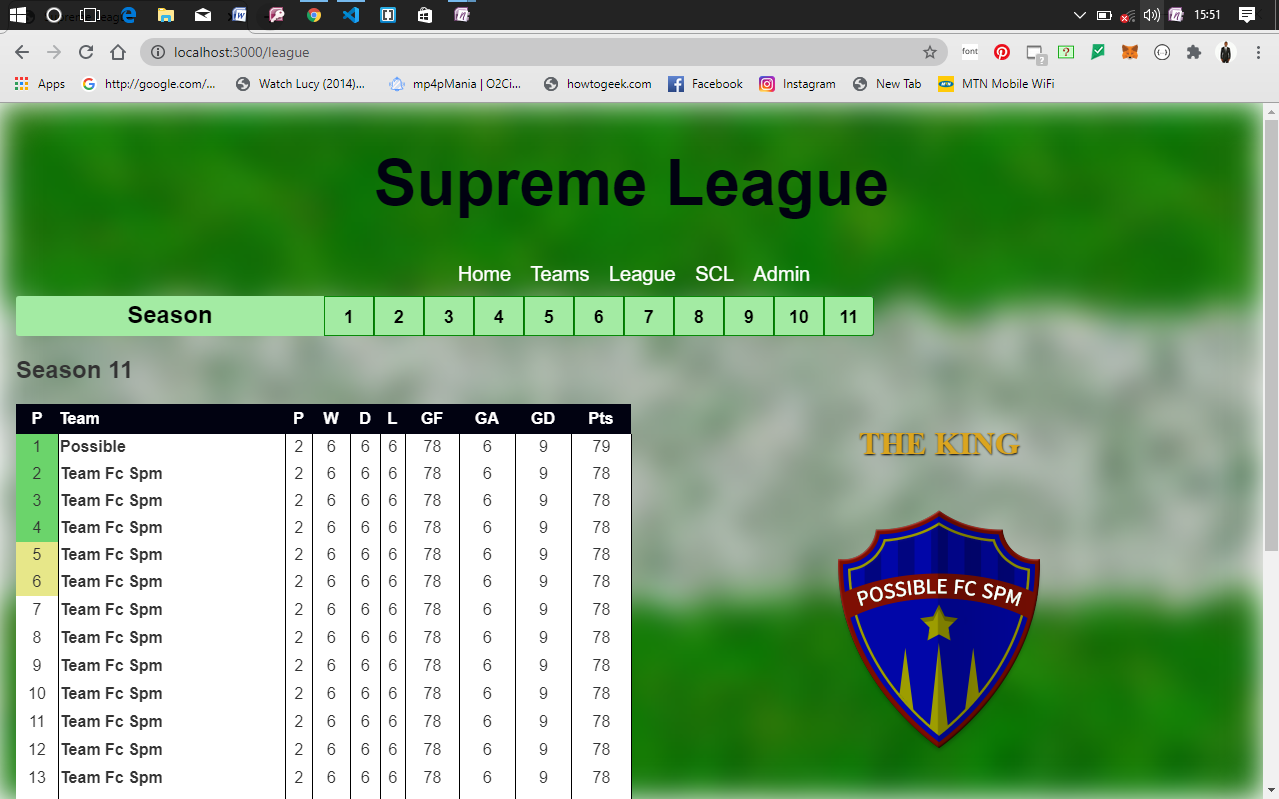 15:51
localhost:3000/league
font
Apps http://google.com/... Watch Lucy (2014)... mp4pMania | O2Ci... howtogeek.com Facebook Instagram New Tab MTN Mobile WiFi
Supreme League
Home Teams League SCL Admin
Season 1 2 3 4 5 6 7 8 9 10 11
Season 11
P Team P W D L GF GA GD Pts
1 Possible 2 6 6 6 78 6 9 79
2 Team Fc Spm 2 6 6 6 78 6 9 78
3 Team Fc Spm 2 6 6 6 78 6 9 78
4 Team Fc Spm 2 6 6 6 78 6 9 78
5 Team Fc Spm 2 6 6 6 78 6 9 78
6 Team Fc Spm 2 6 6 6 78 6 9 78
7 Team Fc Spm 2 6 6 6 78 6 9 78
8 Team Fc Spm 2 6 6 6 78 6 9 78
9 Team Fc Spm 2 6 6 6 78 6 9 78
10 Team Fc Spm 2 6 6 6 78 6 9 78
11 Team Fc Spm 2 6 6 6 78 6 9 78
12 Team Fc Spm 2 6 6 6 78 6 9 78
13 Team Fc Spm 2 6 6 6 78 6 9 78
THE KING
POSSIBLE FC SPM